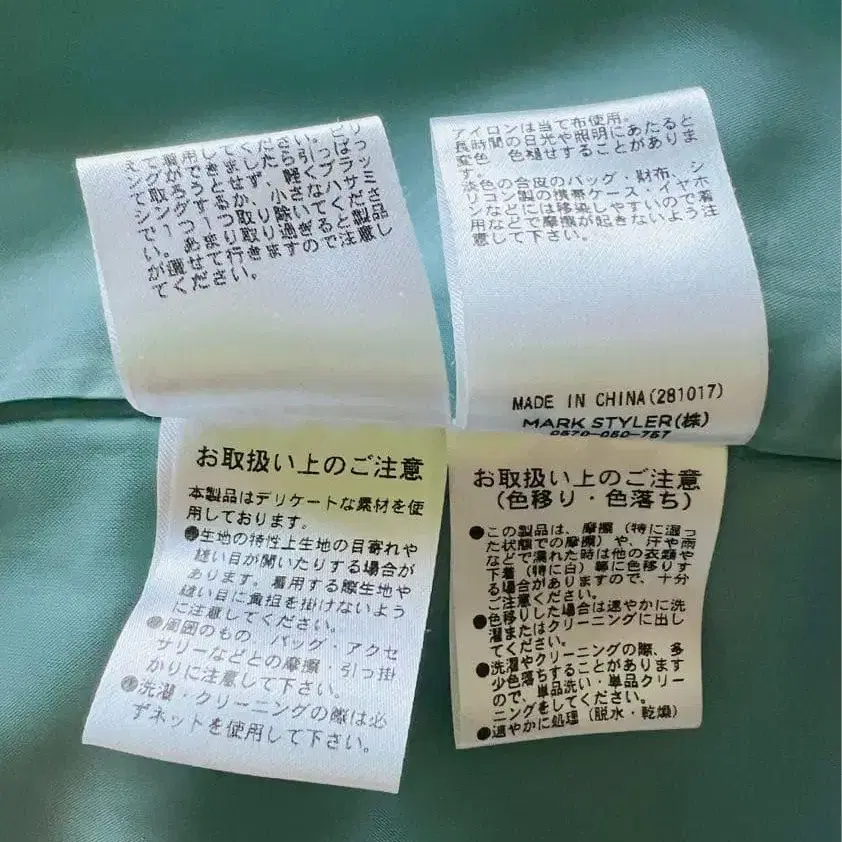 えて着用してください。ピリ
ングができましたら引っぱっ
て取ろうとせず、軽くブラッ
シングするか、小さなハサミ
で1つ1つ取り除いてくださ
い。あまり取り過ぎると製品
が痩せて行きますので注意し
てください。
アイロンは当て布使用。
長時間の日光や照明にあたると
変色 色褪せすることがありま
す。
淡色の合皮のバッグ・財布、シ
リコン製の携帯ケース・イヤホ
ンなどには移染しやすいので着
用などで摩擦が起きないよう注
意して下さい。
MADE IN CHINA(281017)
MARK STYLER(株)
0570-050-757
お取扱い上のご注意
本製品はデリケートな素材を使
用しております。
●生地の特性上生地の目寄れや
縫い目が開いたりする場合が
あります。着用する際生地や
縫い目に負担を掛けないよう
に注意してください。
●周囲のもの バッグ・アクセ
サリーなどとの摩擦・引っ掛
かりに注意して下さい。
●洗濯・クリーニングの際は必
ずネットを使用して下さい。
お取扱い上のご注意
(色移り・色落ち)
●この製品は、摩擦(特に湿っ
た状態での摩擦)や、汗や雨
などで濡れた時は他の衣類や
下着(特に白)等に色移りす
る場合がありますので、十分
ご注意ください。
●色移りした場合は速やかに洗
濯またはクリーニングに出し
てください。
●洗濯やクリーニングの際、多
少色落ちすることがあります
ので、単品洗い・単品クリー
ニングをしてください。
●速やかに処理(脱水・乾燥)